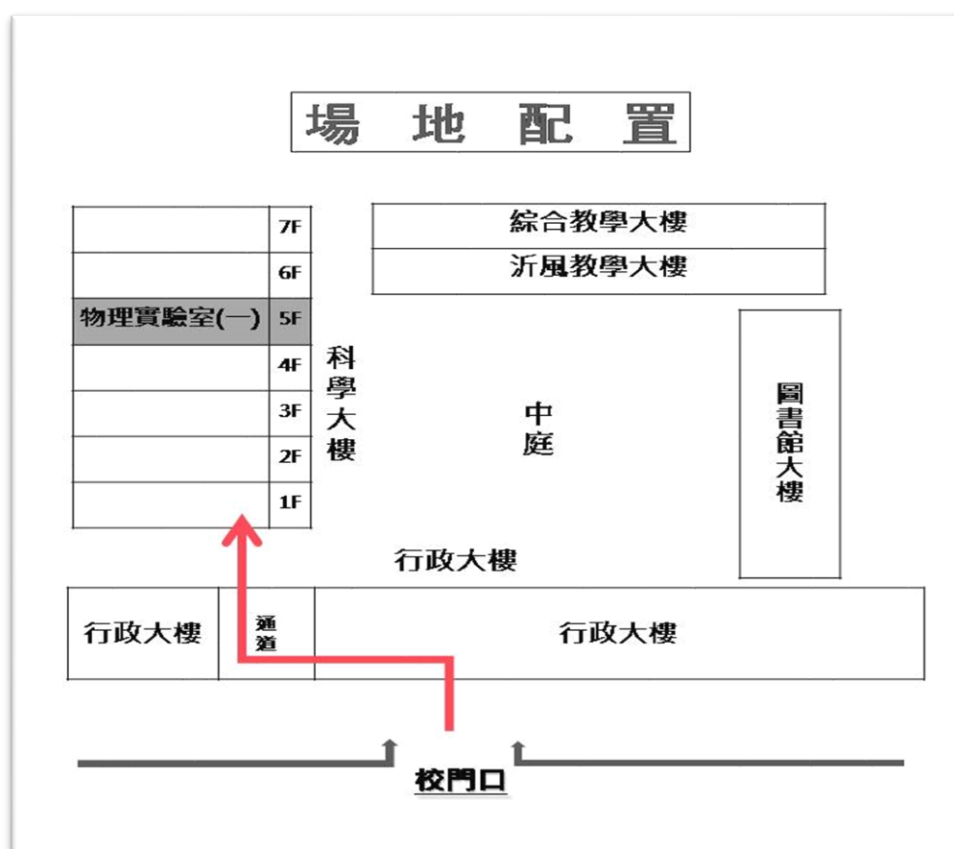 場地配置
7F
綜合教學大樓
6F
沂風教學大樓
物理實驗室(一) 5F
4F
3F
2F
1F
科學大樓
中庭
圖書館大樓
行政大樓
行政大樓
通道
行政大樓
校門口